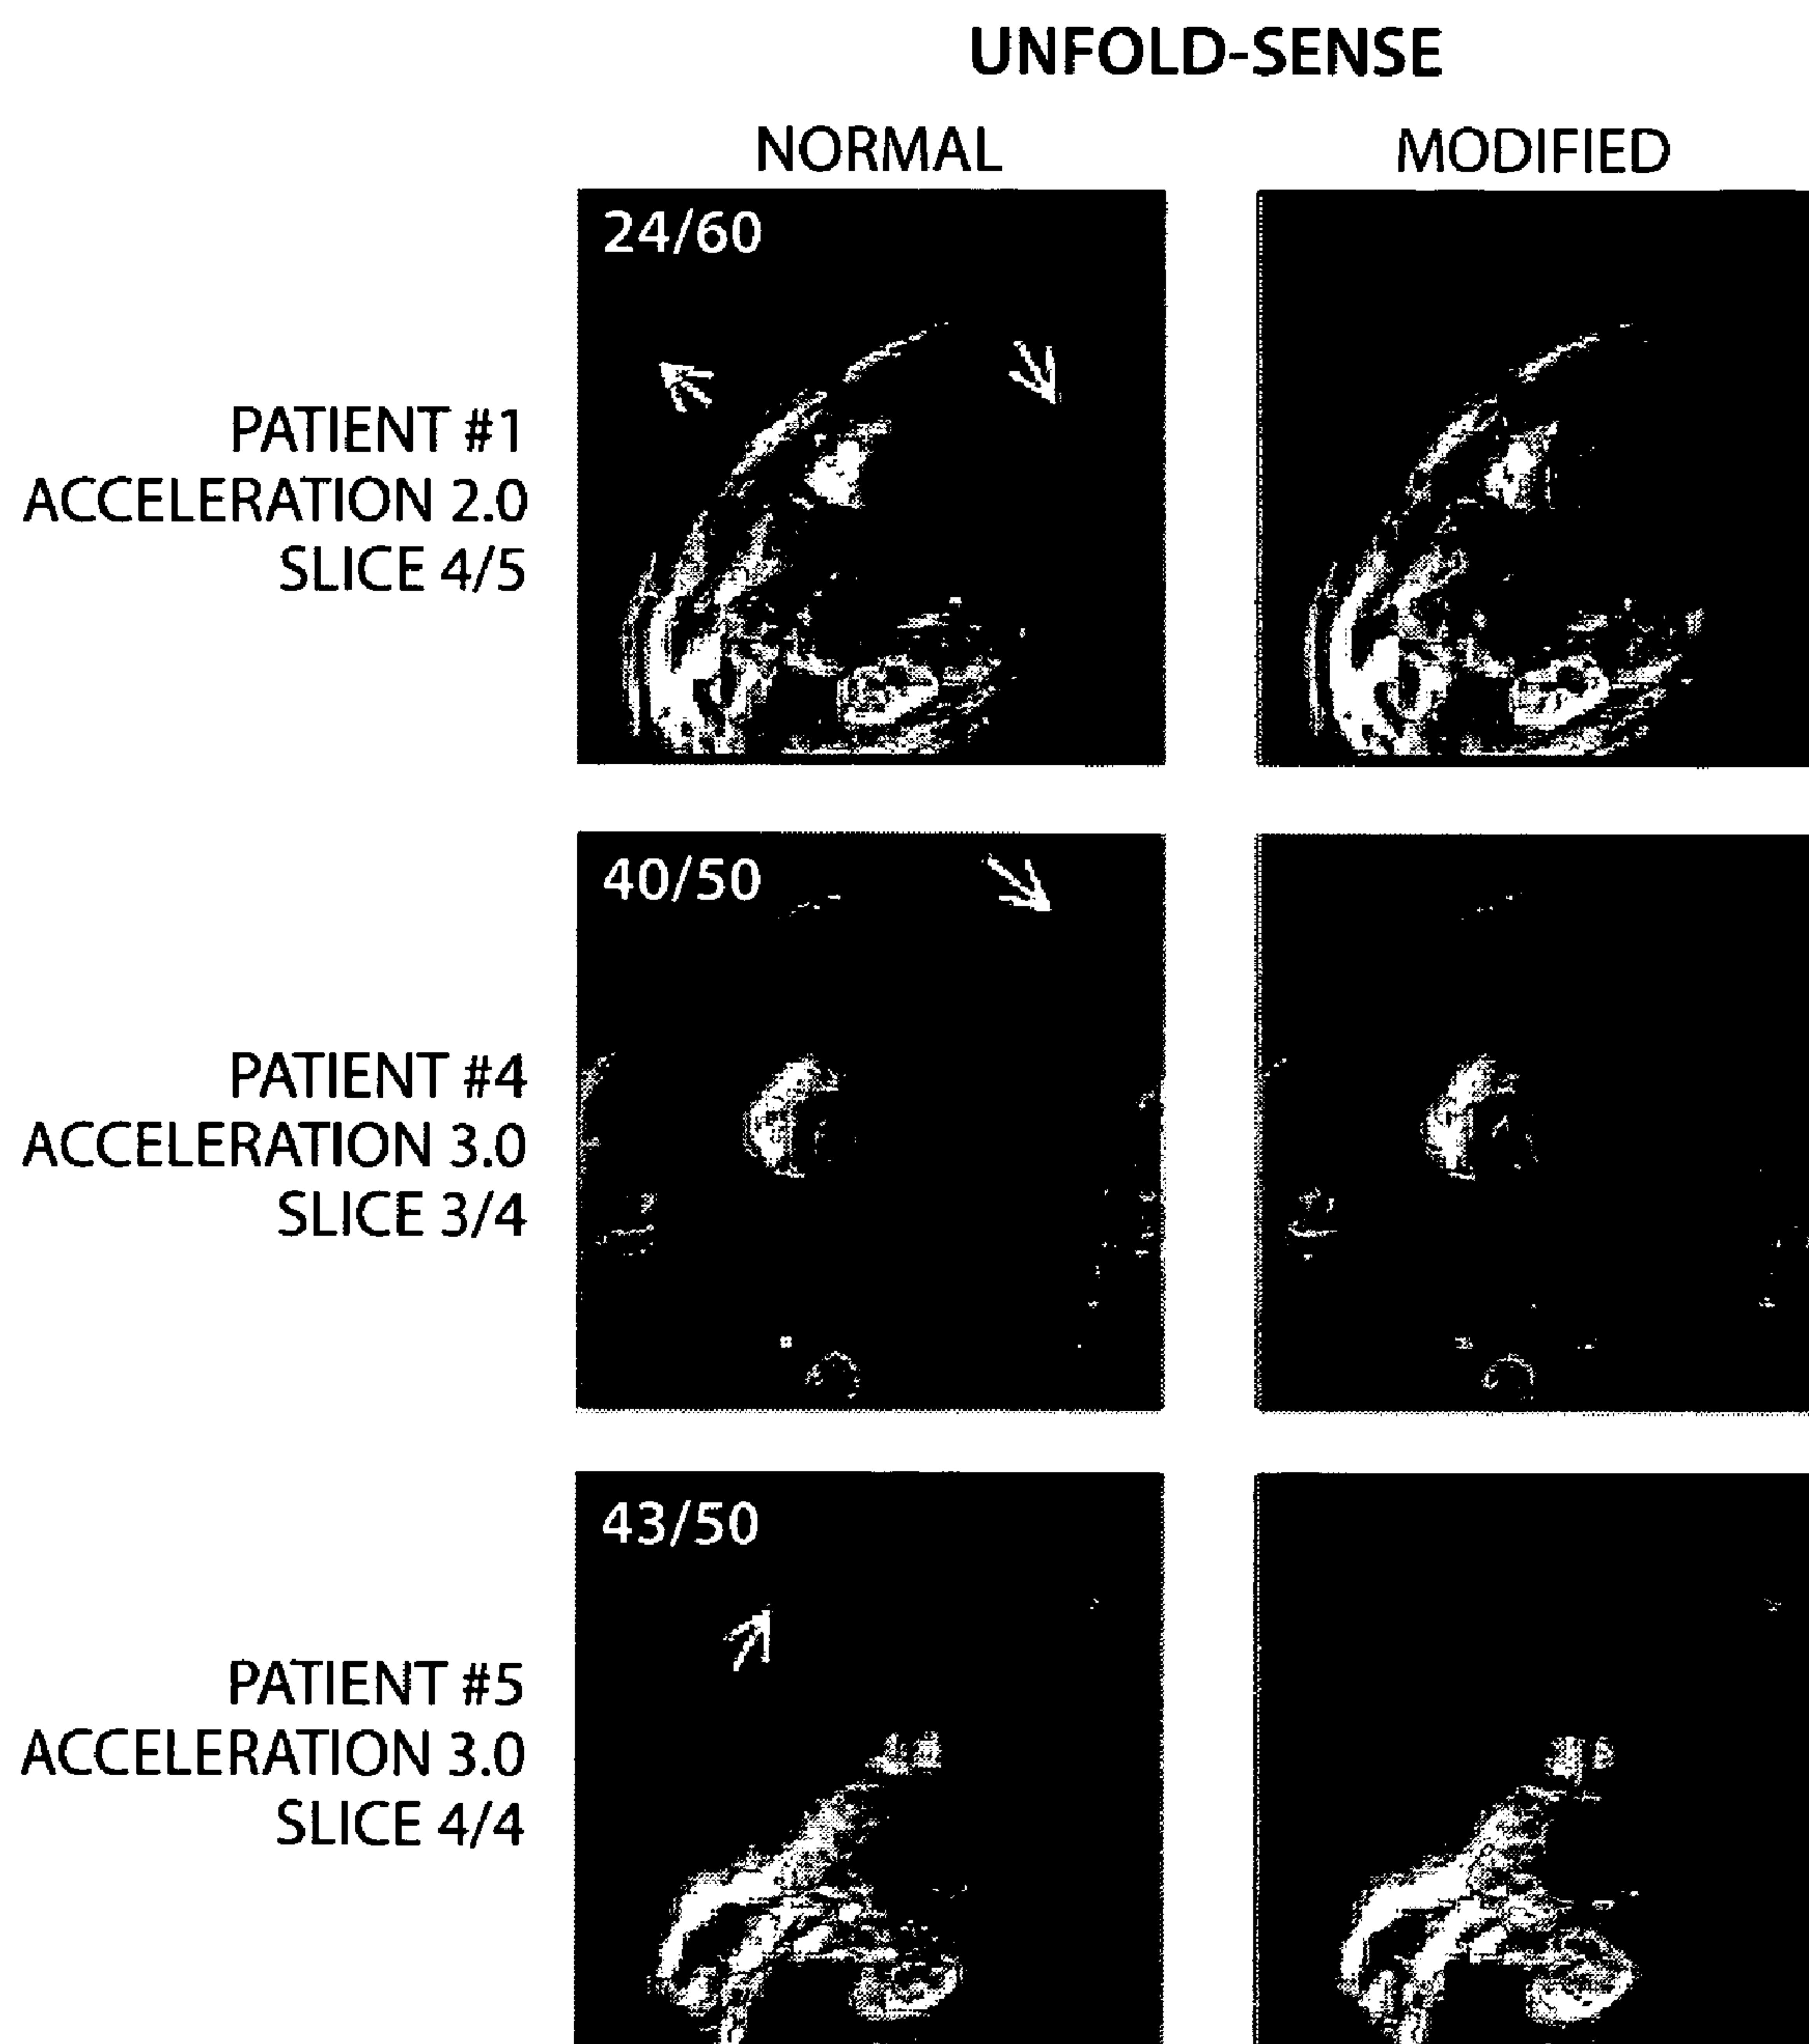 UNFOLD-SENSE
NORMAL
MODIFIED
24/60
PATIENT #1
ACCELERATION 2.0
SLICE 4/5
40/50
PATIENT #4
ACCELERATION 3.0
SLICE 3/4
43/50
PATIENT #5
ACCELERATION 3.0
SLICE 4/4